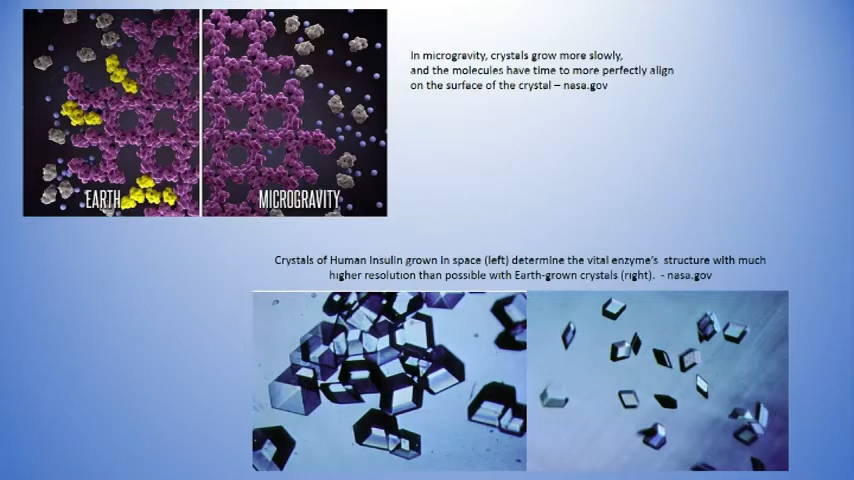 In microgravity, crystals grow more slowly,
and the molecules have time to more perfectly align
on the surface of the crystal – nasa.gov
EARTH
MICROGRAVITY
Crystals of Human Insulin grown in space (left) determine the vital enzyme's structure with much
higher resolution than possible with Earth-grown crystals (right). - nasa.gov